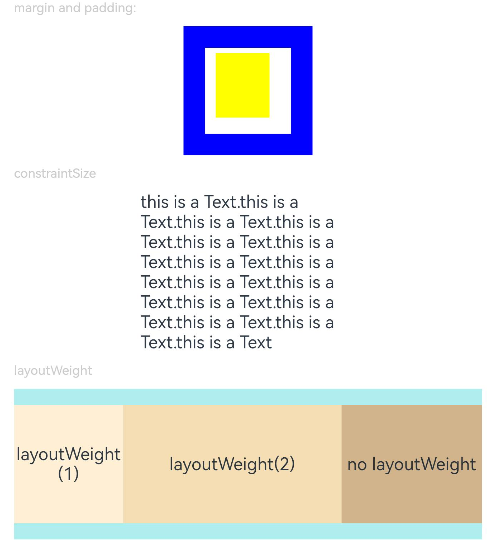 margin and padding:
constraintSize
this is a Text.this is a
Text.this is a Text.this is a
Text.this is a Text.this is a
Text.this is a Text.this is a
Text.this is a Text.this is a
Text.this is a Text.this is a
Text.this is a Text.this is a
Text.this is a Text
layoutWeight
layoutWeight
(1)
layoutWeight(2)
no layoutWeight